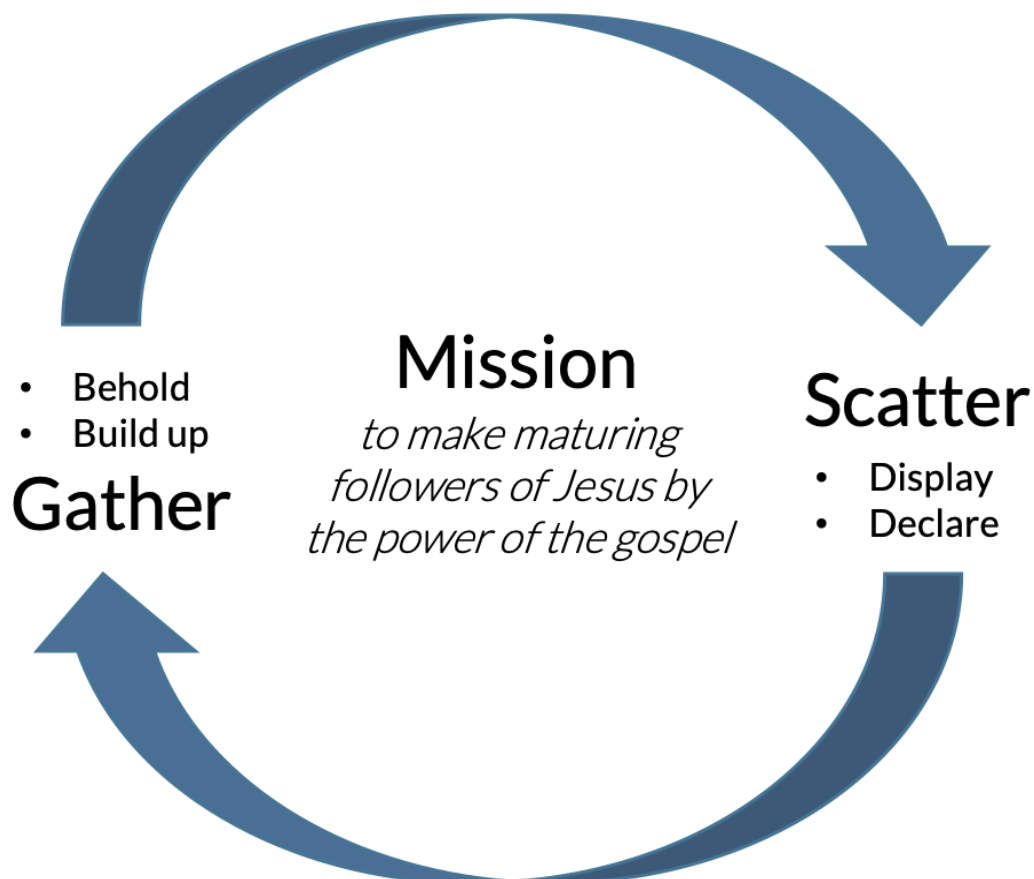 • Behold
• Build up
Gather
Mission
to make maturing
followers of Jesus by
the power of the gospel
Scatter
• Display
• Declare